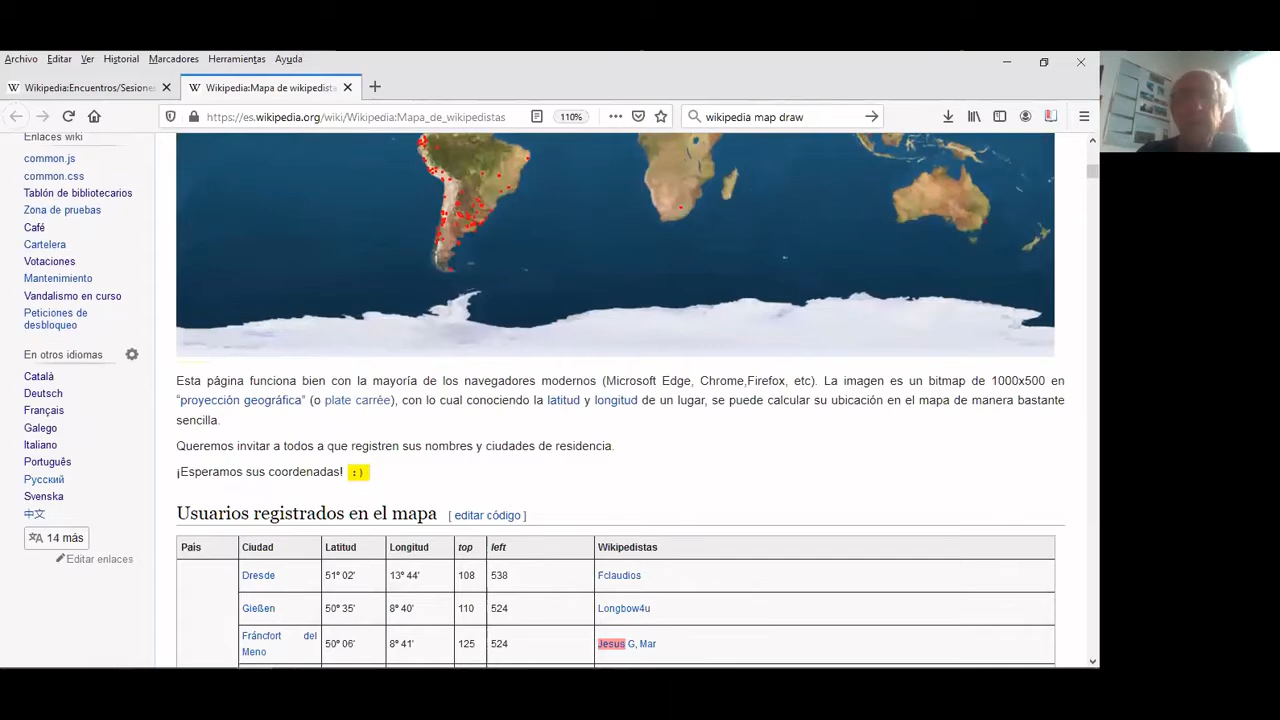 Archivo Editar Ver Historial Marcadores Herramientas Ayuda
Wikipedia:Encuentros/Sesione
Wikipedia:Mapa de wikipedista
https://es.wikipedia.org/wiki/Wikipedia:Mapa_de_wikipedistas
110%
wikipedia map draw
Enlaces wiki
common.js
common.css
Tablón de bibliotecarios
Zona de pruebas
Café
Cartelera
Votaciones
Mantenimiento
Vandalismo en curso
Peticiones de
desbloqueo
En otros idiomas
Català
Deutsch
Français
Galego
Italiano
Português
Русский
Svenska
中文
14 más
Editar enlaces
Esta página funciona bien con la mayoría de los navegadores modernos (Microsoft Edge, Chrome,Firefox, etc). La imagen es un bitmap de 1000x500 en
“proyección geográfica” (o plate carrée), con lo cual conociendo la latitud y longitud de un lugar, se puede calcular su ubicación en el mapa de manera bastante
sencilla.
Queremos invitar a todos a que registren sus nombres y ciudades de residencia.
¡Esperamos sus coordenadas! :)
Usuarios registrados en el mapa [ editar código ]
País Ciudad Latitud Longitud top left Wikipedistas
Dresde 51° 02' 13° 44' 108 538 Fclaudios
Gießen 50° 35' 8° 40' 110 524 Longbow4u
Fráncfort del
Meno 50° 06' 8° 41' 125 524 Jesus G, Mar